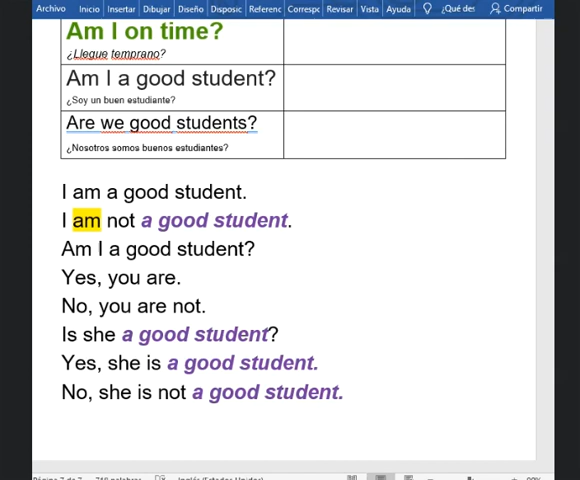 Archivo Inicio Insertar Dibujar Diseño Disposic Referenc Correspc Revisar Vista Ayuda ¿Qué des Compartir
Am I on time?
¿Llegue temprano?
Am I a good student?
¿Soy un buen estudiante?
Are we good students?
¿Nosotros somos buenos estudiantes?
I am a good student.
I am not a good student.
Am I a good student?
Yes, you are.
No, you are not.
Is she a good student?
Yes, she is a good student.
No, she is not a good student.